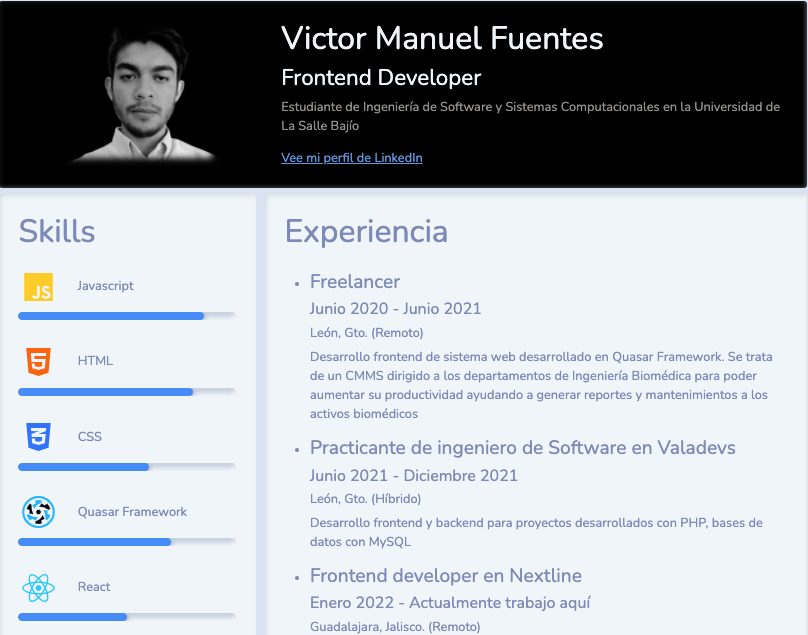 Victor Manuel Fuentes
Frontend Developer
Estudiante de Ingeniería de Software y Sistemas Computacionales en la Universidad de
La Salle Bajío
Vee mi perfil de LinkedIn
Skills
JS
Javascript
5
HTML
3
CSS
Quasar Framework
React
Experiencia
Freelancer
Junio 2020 - Junio 2021
León, Gto. (Remoto)
Desarrollo frontend de sistema web desarrollado en Quasar Framework. Se trata
de un CMMS dirigido a los departamentos de Ingeniería Biomédica para poder
aumentar su productividad ayudando a generar reportes y mantenimientos a los
activos biomédicos
Practicante de ingeniero de Software en Valadevs
Junio 2021 - Diciembre 2021
León, Gto. (Híbrido)
Desarrollo frontend y backend para proyectos desarrollados con PHP, bases de
datos con MySQL
Frontend developer en Nextline
Enero 2022 - Actualmente trabajo aquí
Guadalajara, Jalisco. (Remoto)